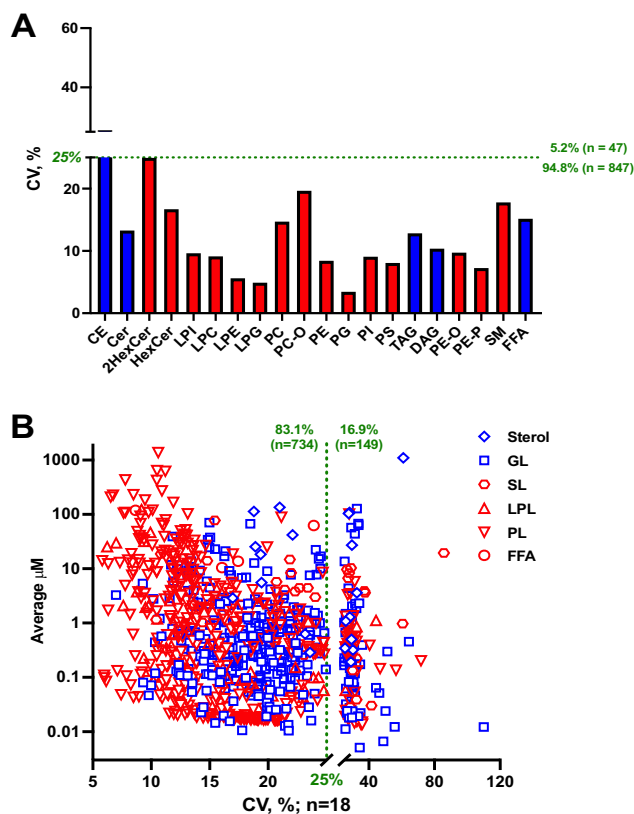 A
60
40
25%
20
10
0
CV, %
5.2% (n = 47)
94.8% (n = 847)
CE
Cer
2HexCer
HexCer
LPI
LPC
LPE
LPG
PC
PC-O
PE
PG
PI
PS
TAG
DAG
PE-O
PE-P
SM
FFA
B
83.1%
(n=734)
16.9%
(n=149)
Sterol
GL
SL
LPL
PL
FFA
1000
100
10
1
0.1
0.01
Average µM
5
10
15
20
25%
40
80
120
CV, %; n=18